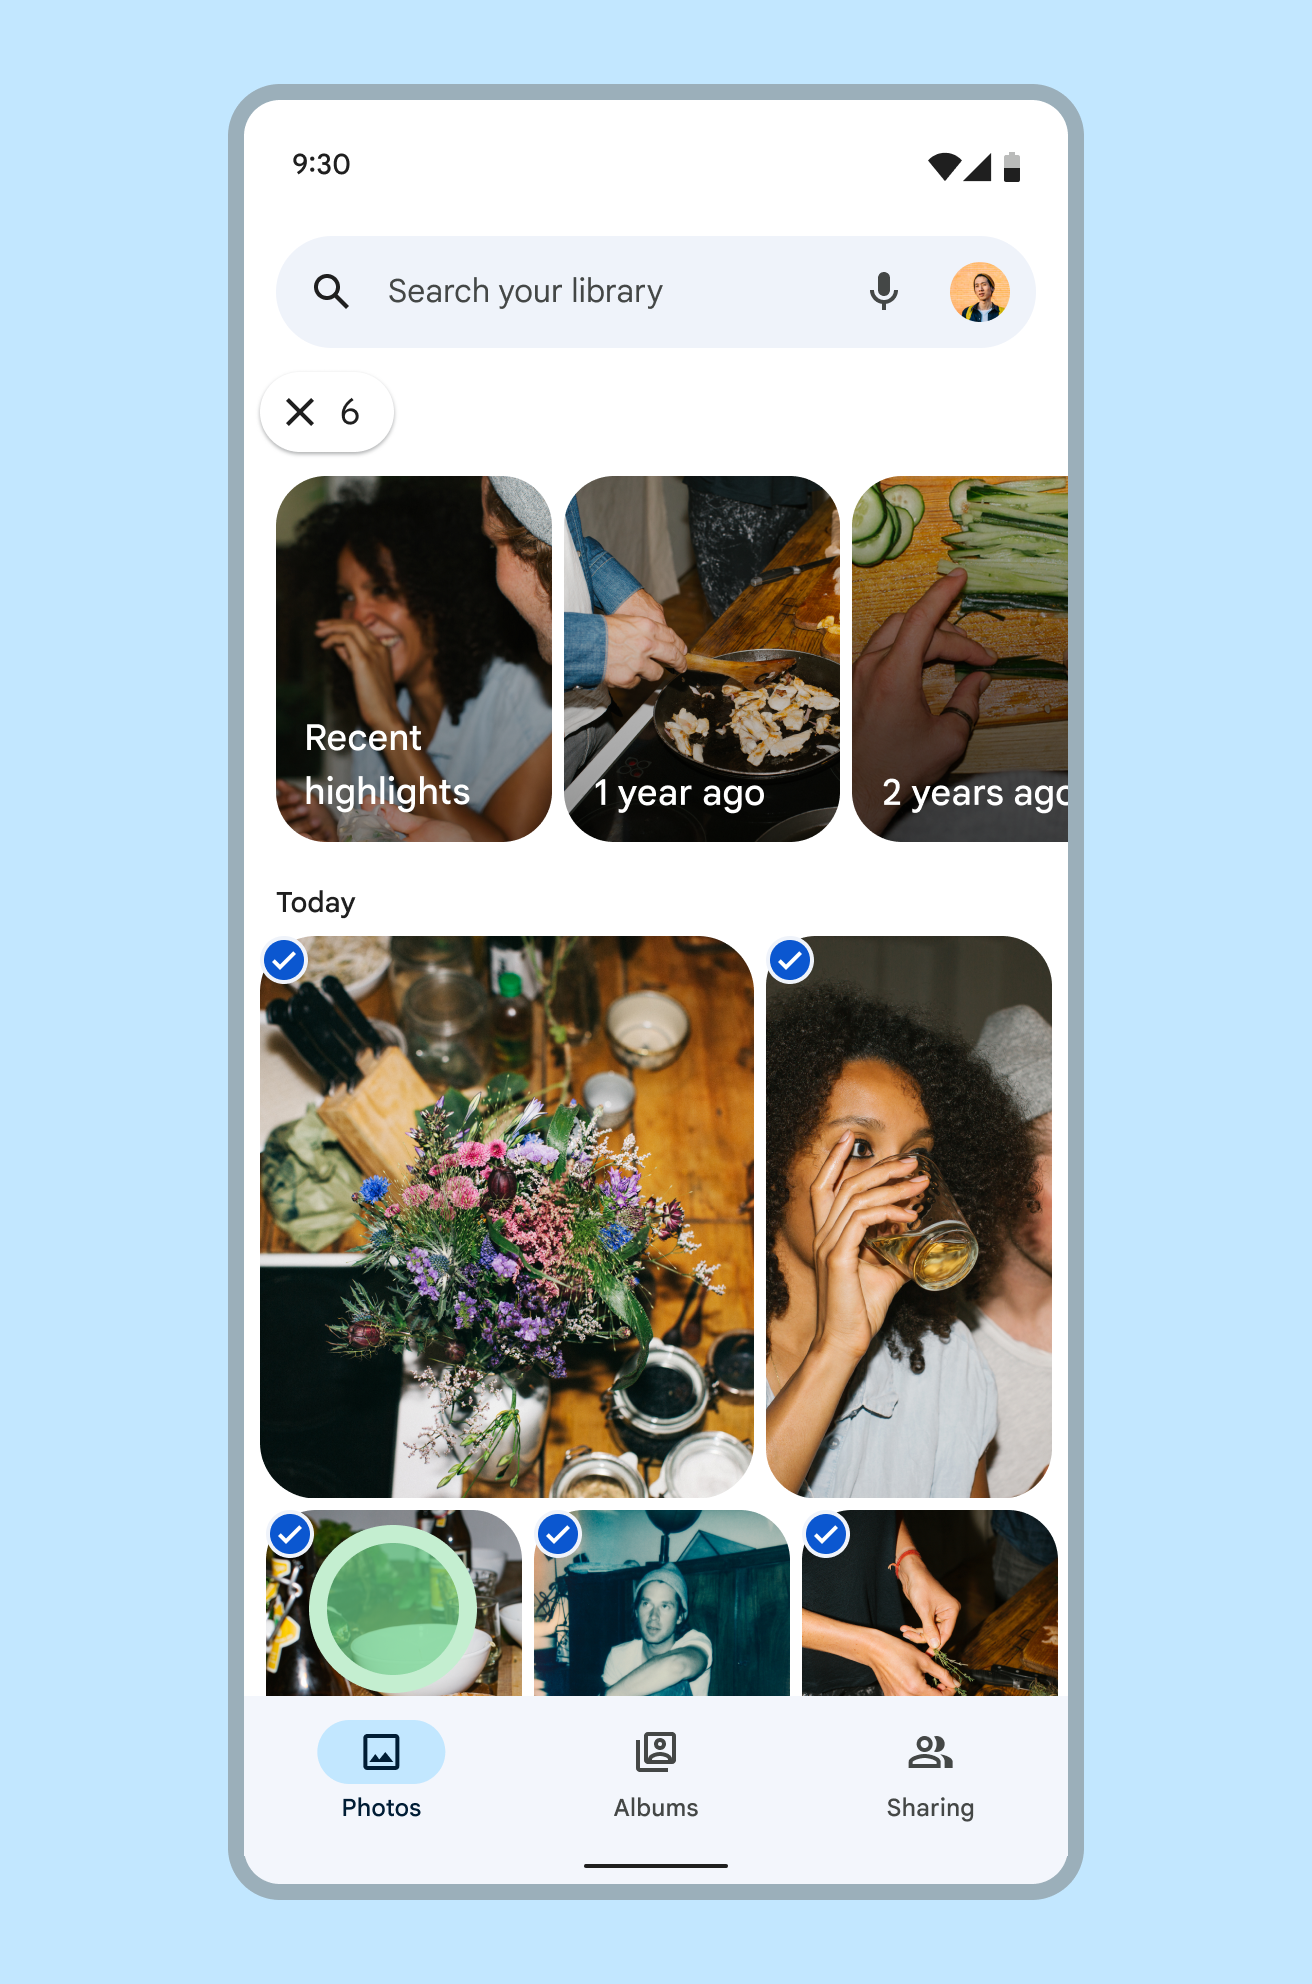 9:30
Search your library
6
Recent
highlights
1 year ago
2 years ago
Today
Photos
Albums
Sharing